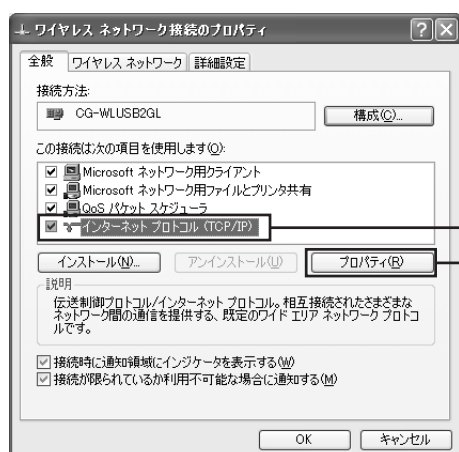 ワイヤレス ネットワーク接続のプロパティ
全般 ワイヤレス ネットワーク 詳細設定
接続方法:
CG-WLUSB2GL 構成(C)...
この接続は次の項目を使用します(O):
Microsoft ネットワーク用クライアント
Microsoft ネットワーク用ファイルとプリンタ共有
QoS パケット スケジューラ
インターネット プロトコル (TCP/IP)
インストール(N)... アンインストール(U) プロパティ(R)
説明
伝送制御プロトコル/インターネット プロトコル。相互接続されたさまざまな
ネットワーク間の通信を提供する、既定のワイド エリア ネットワーク プロトコ
ルです。
接続時に通知領域にインジケータを表示する(W)
接続が限られているか利用不可能な場合に通知する(M)
OK キャンセル